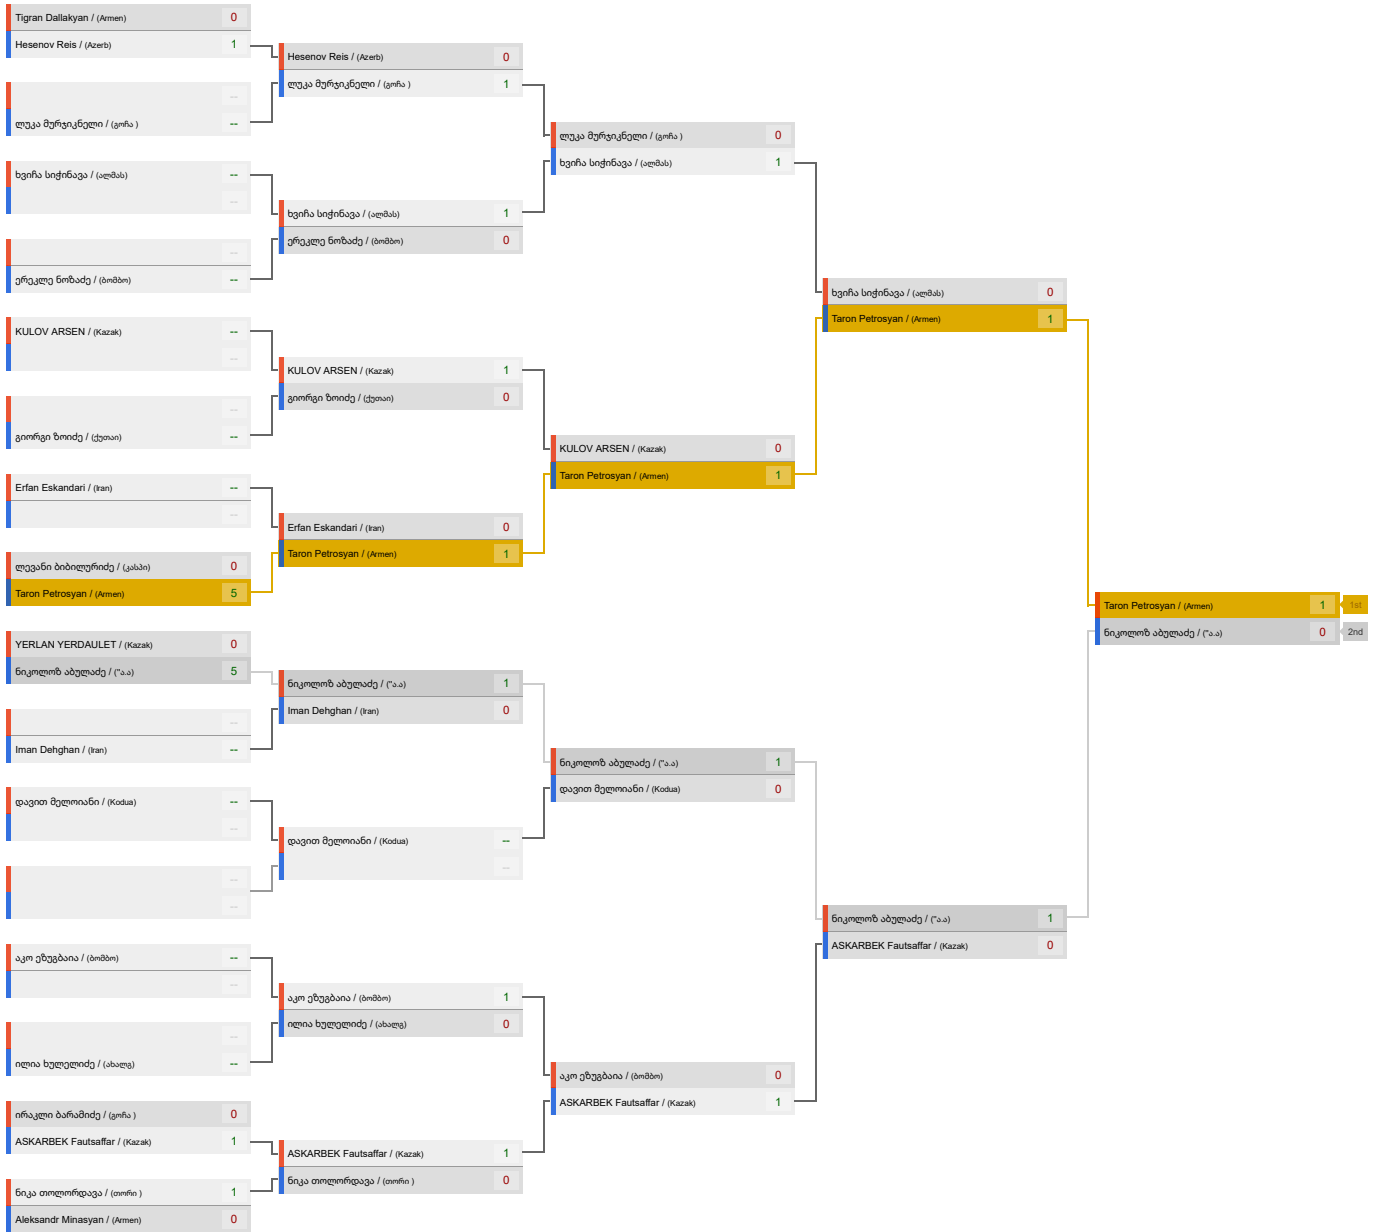 Tigran Dallakyan / (Armen) 0
Hesenov Reis / (Azerb) 1
--
ლუკა მურჯიკნელი / (გოჩა ) --
ხვიჩა სიჭინავა / (ალმას) --
--
--
ერეკლე ნოზაძე / (ბომბო) --
KULOV ARSEN / (Kazak) --
--
--
გიორგი ზოიძე / (ქუთაი) --
Erfan Eskandari / (Iran) --
--
ლევანი ბიბილურიძე / (კასპი) 0
Taron Petrosyan / (Armen) 5
YERLAN YERDAULET / (Kazak) 0
ნიკოლოზ აბულაძე / ("ა.ა) 5
--
Iman Dehghan / (Iran) --
დავით მელოიანი / (Kodua) --
--
--
--
აკო ეზუგბაია / (ბომბო) --
--
--
ილია ხულელიძე / (ახალგ) --
ირაკლი ბარამიძე / (გოჩა ) 0
ASKARBEK Fautsaffar / (Kazak) 1
ნიკა თოლორდავა / (თორი ) 1
Aleksandr Minasyan / (Armen) 0
Hesenov Reis / (Azerb) 0
ლუკა მურჯიკნელი / (გოჩა ) 1
ხვიჩა სიჭინავა / (ალმას) 1
ერეკლე ნოზაძე / (ბომბო) 0
KULOV ARSEN / (Kazak) 1
გიორგი ზოიძე / (ქუთაი) 0
Erfan Eskandari / (Iran) 0
Taron Petrosyan / (Armen) 1
ნიკოლოზ აბულაძე / ("ა.ა) 1
Iman Dehghan / (Iran) 0
დავით მელოიანი / (Kodua) --
--
აკო ეზუგბაია / (ბომბო) 1
ილია ხულელიძე / (ახალგ) 0
ASKARBEK Fautsaffar / (Kazak) 1
ნიკა თოლორდავა / (თორი ) 0
ლუკა მურჯიკნელი / (გოჩა ) 0
ხვიჩა სიჭინავა / (ალმას) 1
KULOV ARSEN / (Kazak) 0
Taron Petrosyan / (Armen) 1
ნიკოლოზ აბულაძე / ("ა.ა) 1
დავით მელოიანი / (Kodua) 0
აკო ეზუგბაია / (ბომბო) 0
ASKARBEK Fautsaffar / (Kazak) 1
ხვიჩა სიჭინავა / (ალმას) 0
Taron Petrosyan / (Armen) 1
ნიკოლოზ აბულაძე / ("ა.ა) 1
ASKARBEK Fautsaffar / (Kazak) 0
Taron Petrosyan / (Armen) 1 1st
ნიკოლოზ აბულაძე / ("ა.ა) 0 2nd